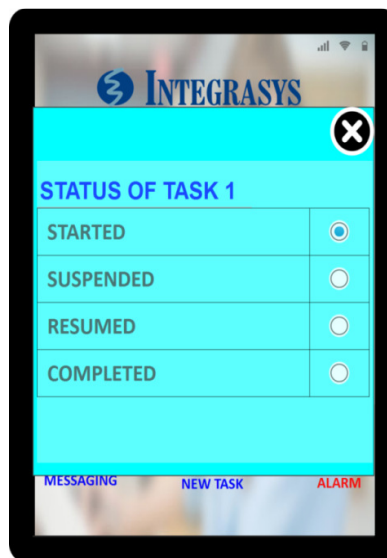 INTEGRASYS
STATUS OF TASK 1
STARTED
SUSPENDED
RESUMED
COMPLETED
MESSAGING NEW TASK ALARM